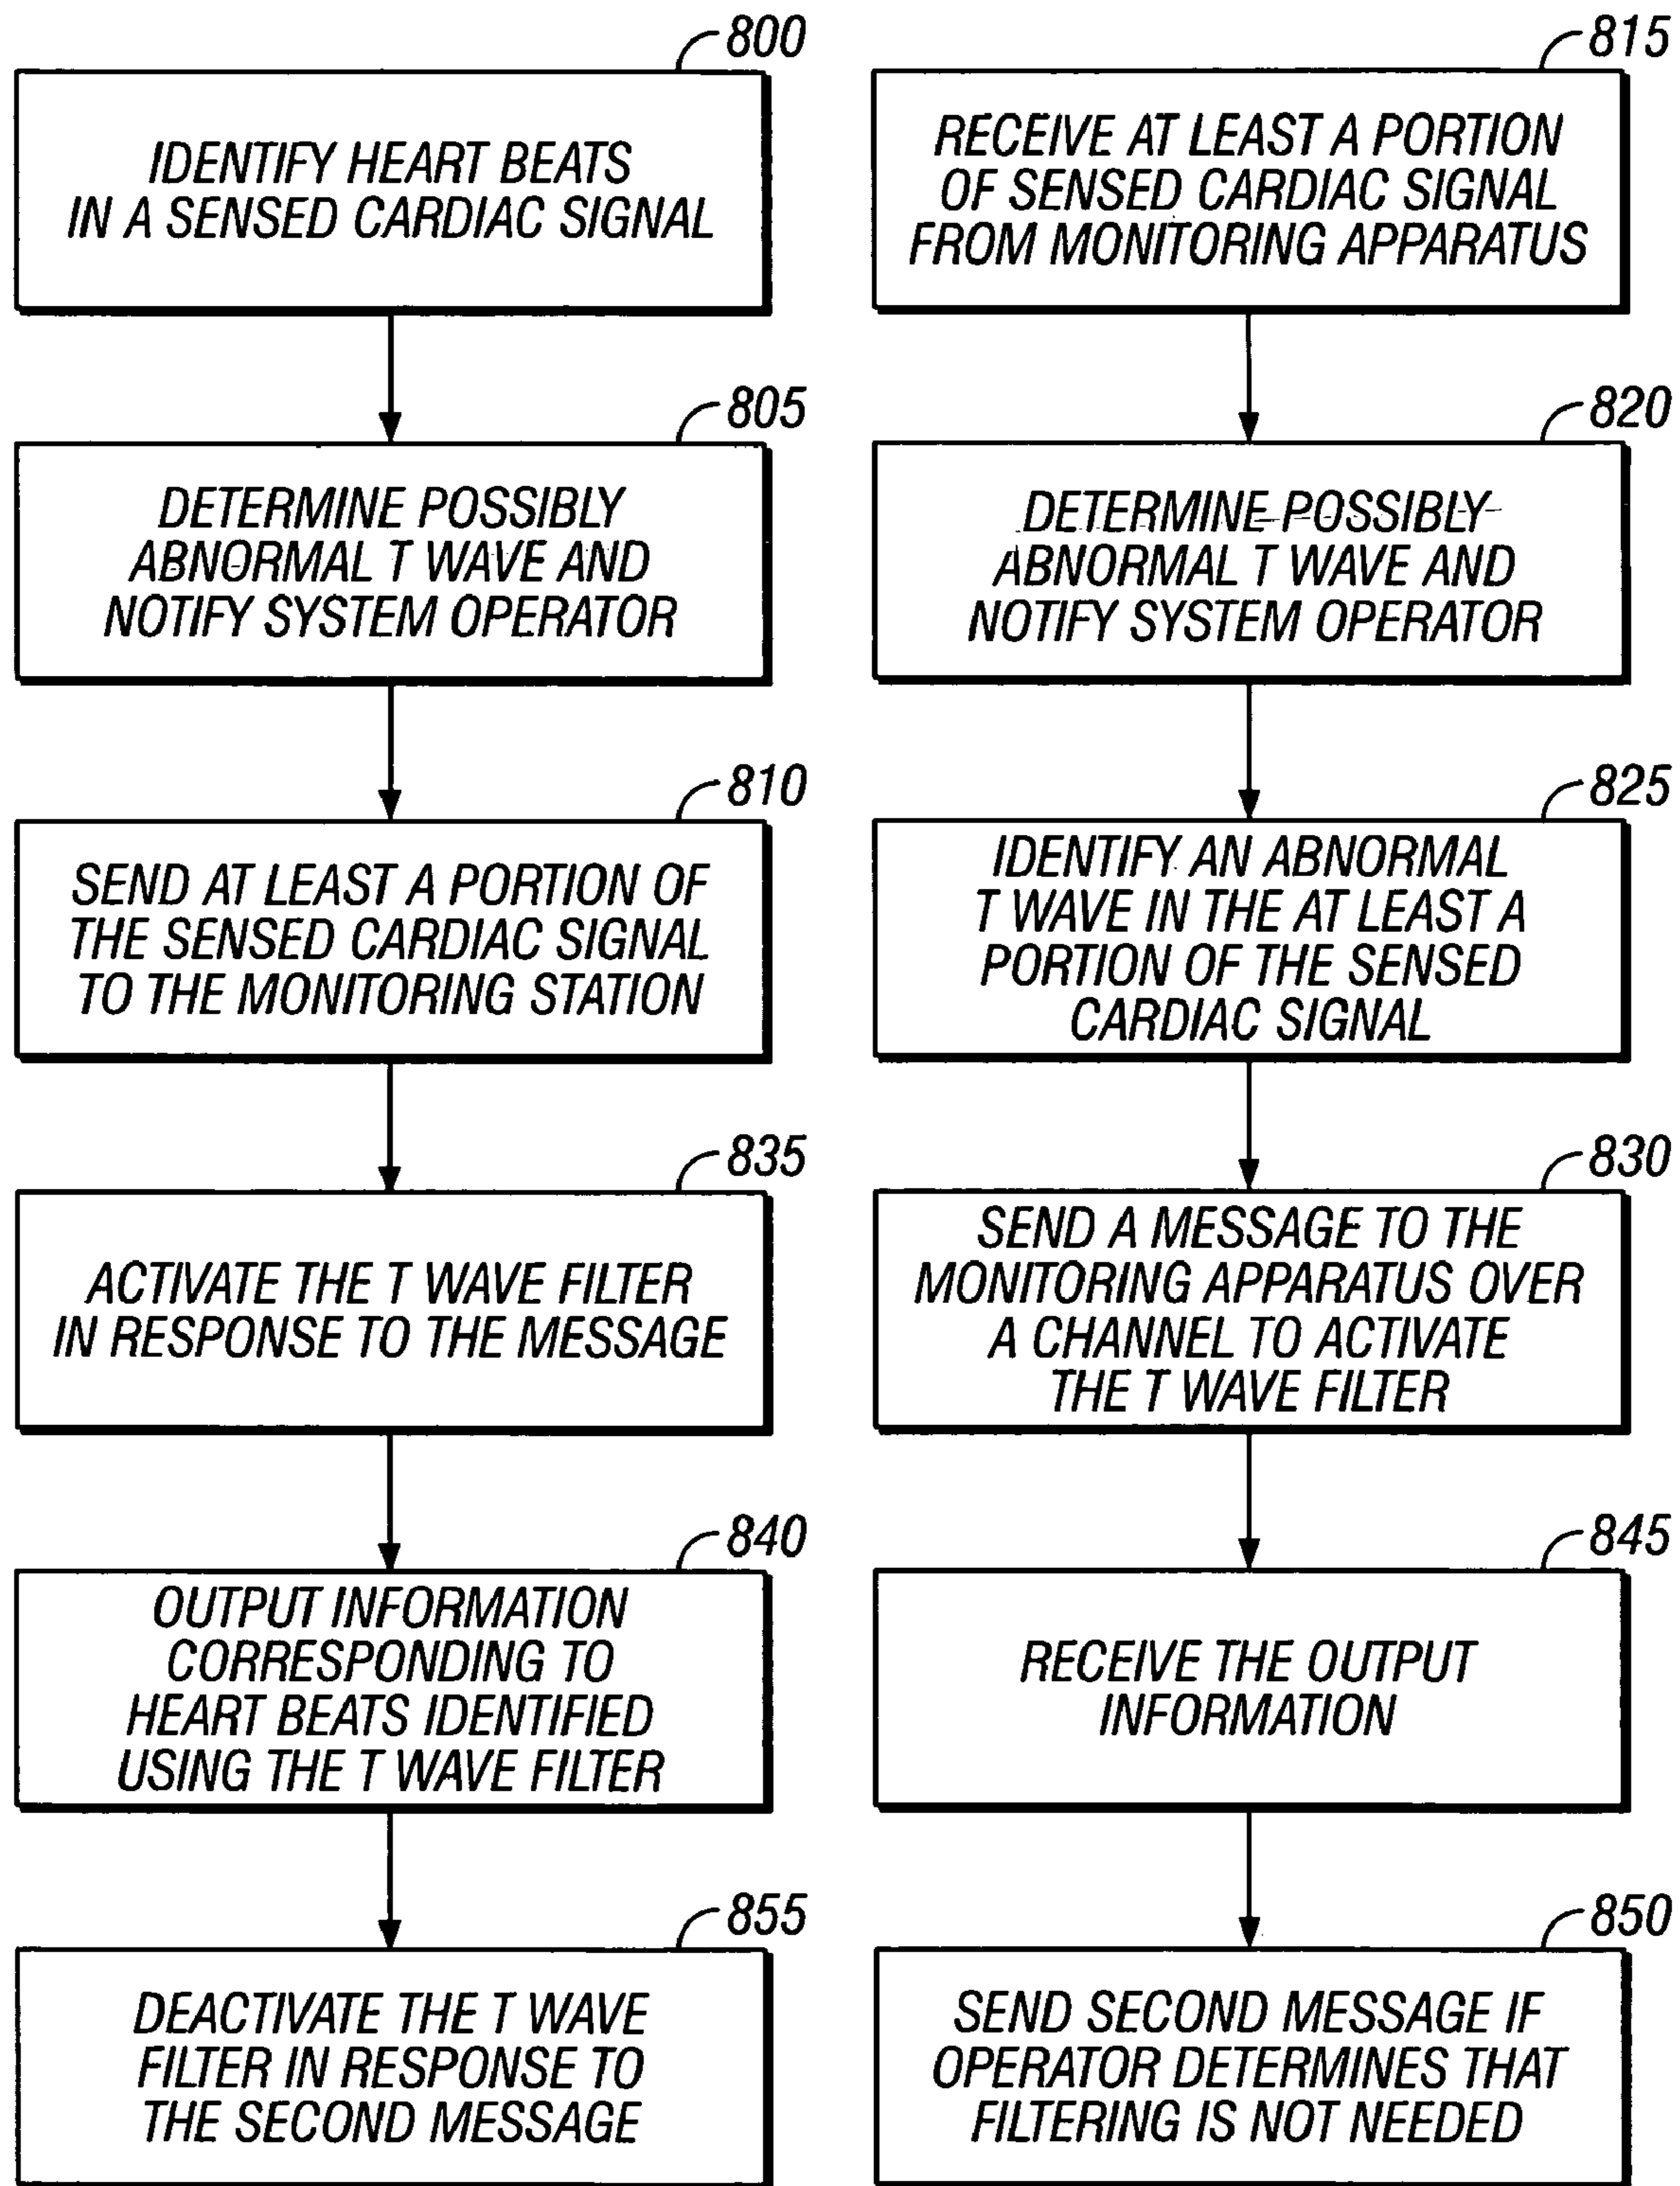 800
IDENTIFY HEART BEATS
IN A SENSED CARDIAC SIGNAL
805
DETERMINE POSSIBLY
ABNORMAL T WAVE AND
NOTIFY SYSTEM OPERATOR
810
SEND AT LEAST A PORTION OF
THE SENSED CARDIAC SIGNAL
TO THE MONITORING STATION
835
ACTIVATE THE T WAVE FILTER
IN RESPONSE TO THE MESSAGE
840
OUTPUT INFORMATION
CORRESPONDING TO
HEART BEATS IDENTIFIED
USING THE T WAVE FILTER
855
DEACTIVATE THE T WAVE
FILTER IN RESPONSE TO
THE SECOND MESSAGE
815
RECEIVE AT LEAST A PORTION
OF SENSED CARDIAC SIGNAL
FROM MONITORING APPARATUS
820
DETERMINE POSSIBLY
ABNORMAL T WAVE AND
NOTIFY SYSTEM OPERATOR
825
IDENTIFY AN ABNORMAL
T WAVE IN THE AT LEAST A
PORTION OF THE SENSED
CARDIAC SIGNAL
830
SEND A MESSAGE TO THE
MONITORING APPARATUS OVER
A CHANNEL TO ACTIVATE
THE T WAVE FILTER
845
RECEIVE THE OUTPUT
INFORMATION
850
SEND SECOND MESSAGE IF
OPERATOR DETERMINES THAT
FILTERING IS NOT NEEDED